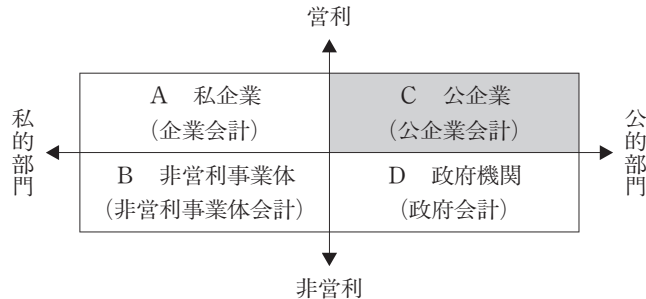 営利
A 私企業
(企業会計)
C 公企業
(公企業会計)
私的部門
公的部門
B 非営利事業体
(非営利事業体会計)
D 政府機関
(政府会計)
非営利